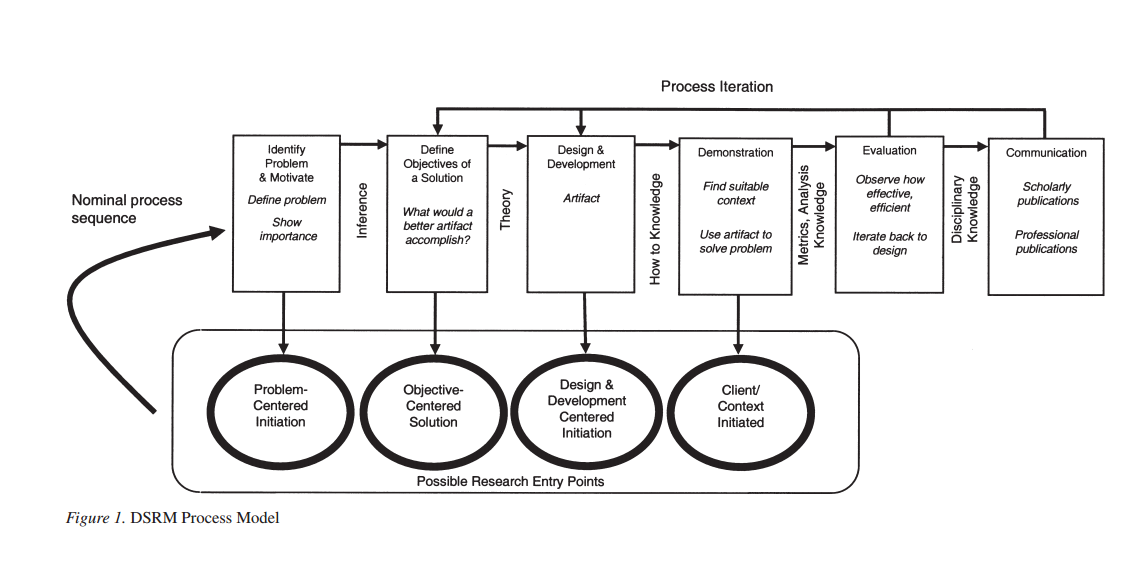 Process Iteration
Nominal process
sequence
Identify
Problem
& Motivate
Define problem
Show
importance
Inference
Define
Objectives of
a Solution
What would a
better artifact
accomplish?
Theory
Design &
Development
Artifact
How to Knowledge
Demonstration
Find suitable
context
Use artifact to
solve problem
Metrics, Analysis
Knowledge
Evaluation
Observe how
effective,
efficient
Iterate back to
design
Disciplinary
Knowledge
Communication
Scholarly
publications
Professional
publications
Problem-
Centered
Initiation
Objective-
Centered
Solution
Design &
Development
Centered
Initiation
Client/
Context
Initiated
Possible Research Entry Points
Figure 1. DSRM Process Model